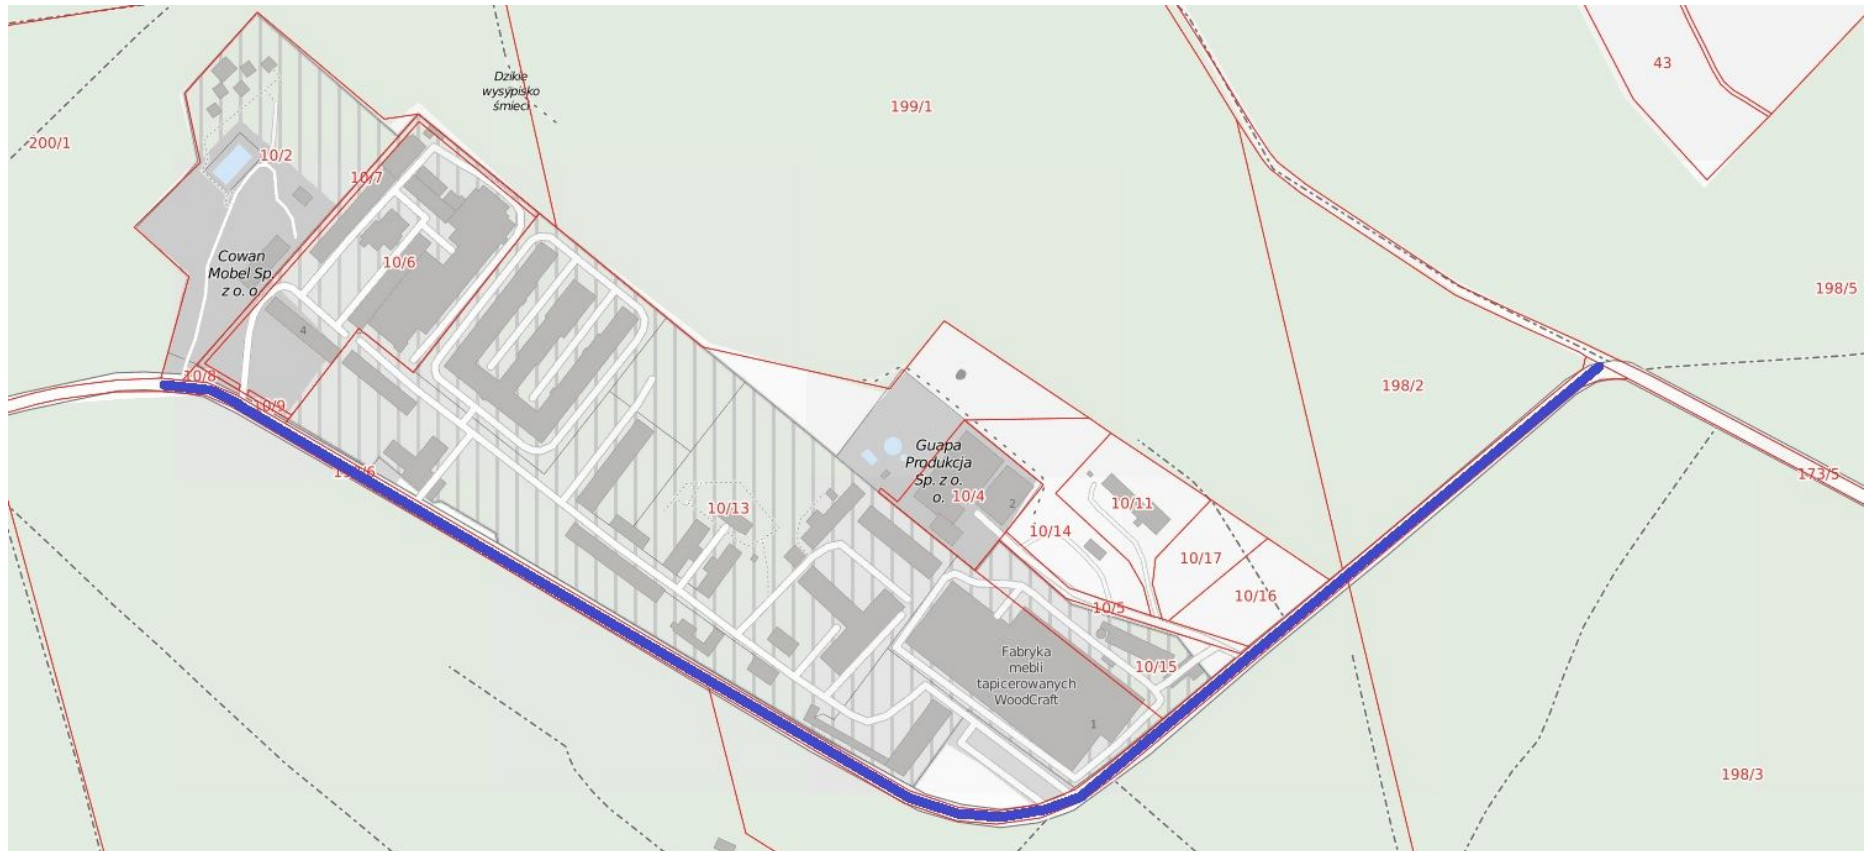 43
Dzikie
wysypisko
śmieci
199/1
200/1
10/2
10/7
Cowan
Mobel Sp.
z o. o.
10/6
198/5
4
10/8
10/9
198/2
Guapa
Produkcja
Sp. z o.
o.
10/4
2
10/13
10/11
10/14
10/17
10/16
10/5
173/5
Fabryka
mebli
tapicerowanych
WoodCraft
10/15
1
198/3